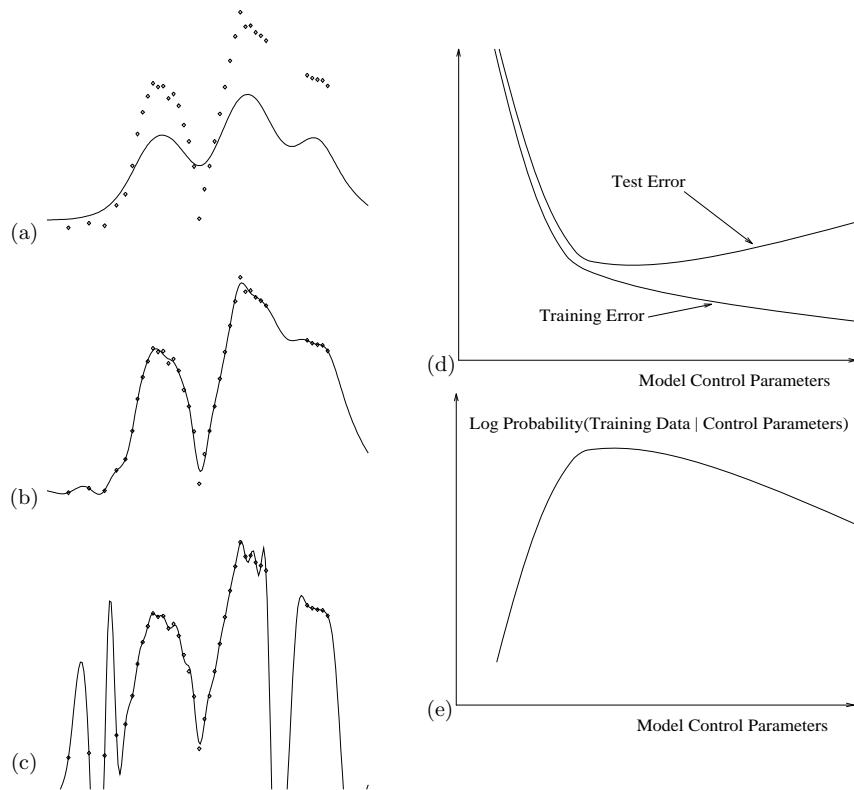 (a)
(b)
(c)
Test Error
Training Error
(d)
Model Control Parameters
Log Probability(Training Data | Control Parameters)
(e)
Model Control Parameters